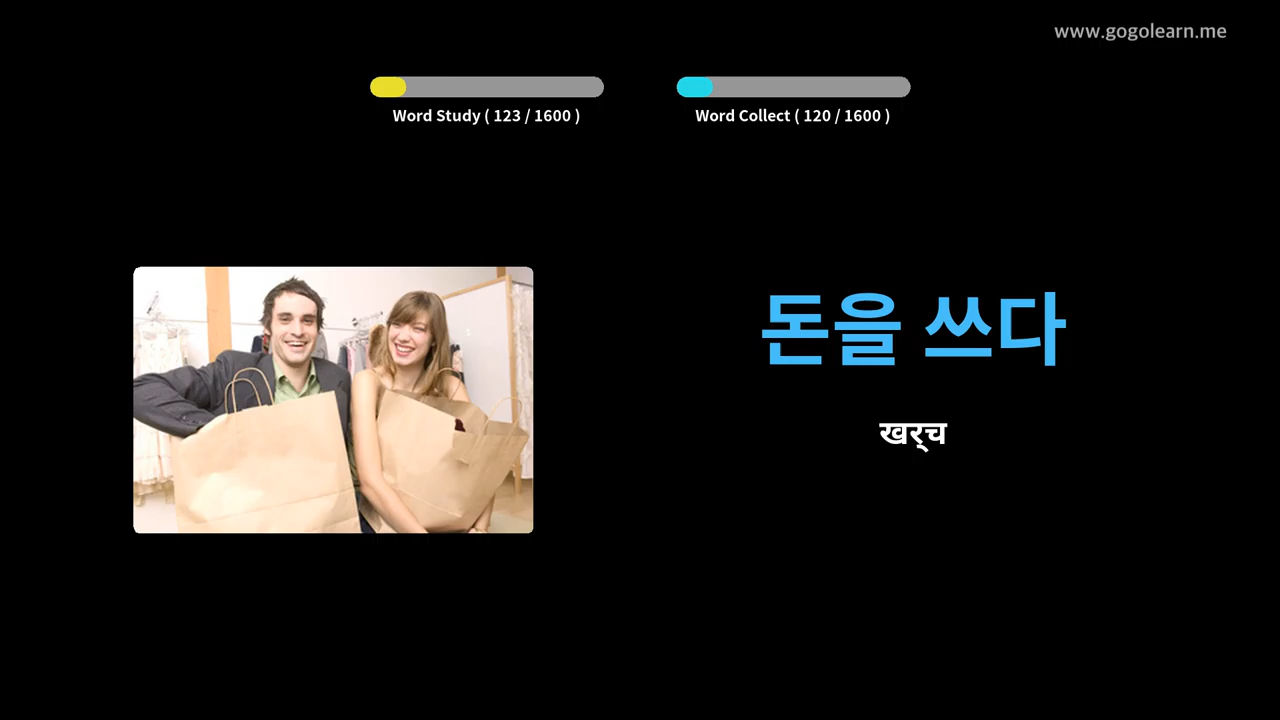 www.gogolearn.me
Word Study ( 123 / 1600 )
Word Collect ( 120 / 1600 )
돈을 쓰다
खर्‌च